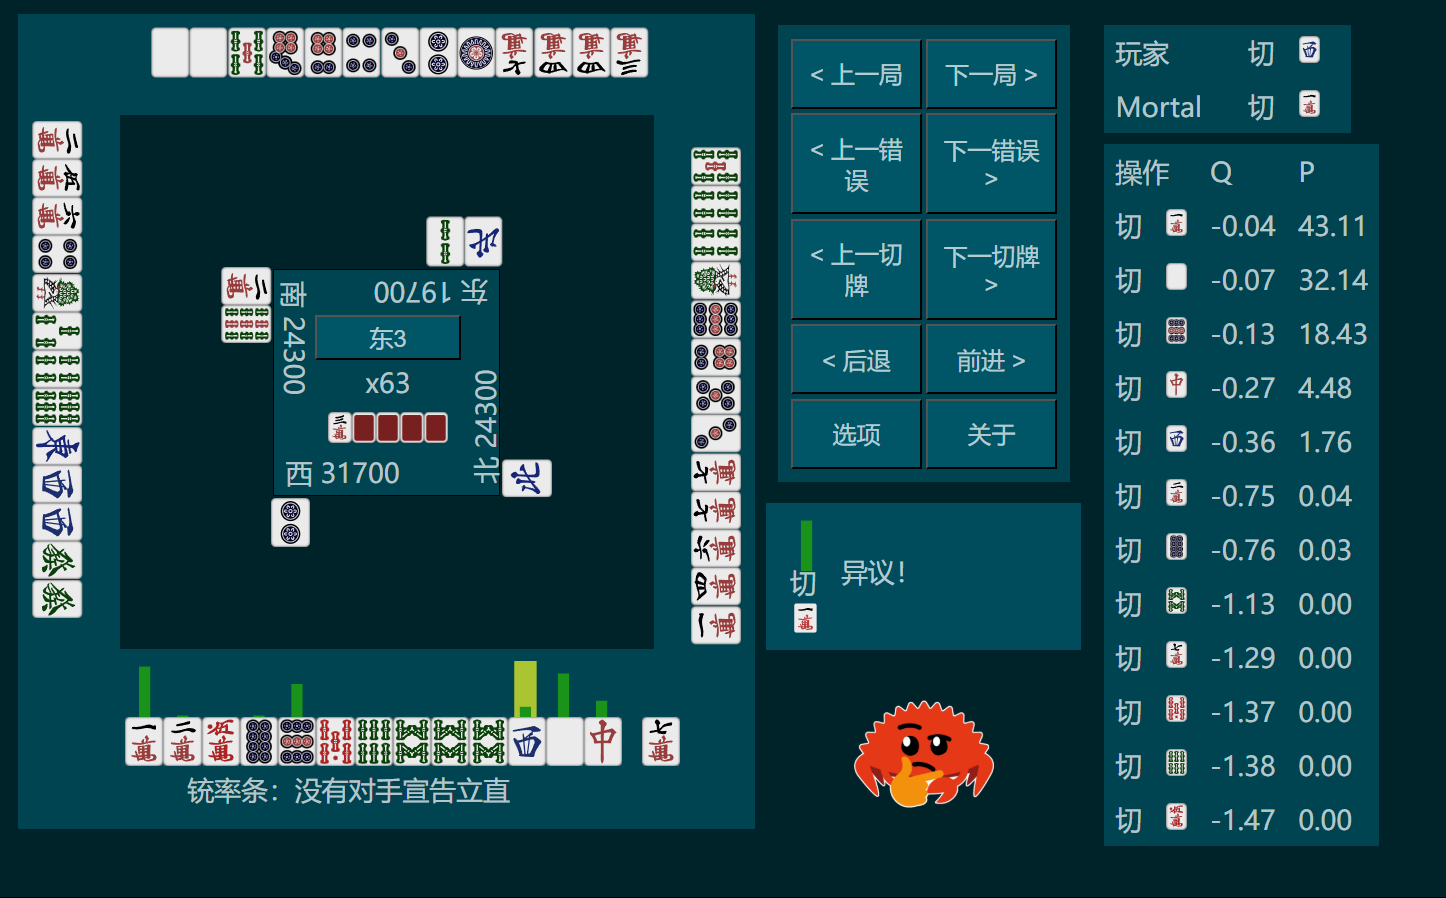 < 上一局
下一局 >
< 上一错误
下一错误 >
< 上一切牌
下一切牌 >
< 后退
前进 >
选项
关于
玩家 切
Mortal 切
操作 Q P
切 -0.04 43.11
切 -0.07 32.14
切 -0.13 18.43
切 中 -0.27 4.48
切 -0.36 1.76
切 -0.75 0.04
切 -0.76 0.03
切 -1.13 0.00
切 -1.29 0.00
切 -1.37 0.00
切 -1.38 0.00
切 -1.47 0.00
东 19700
南 24300
东3
x63
北 24300
西 31700
切
异议!
铳率条：没有对手宣告立直